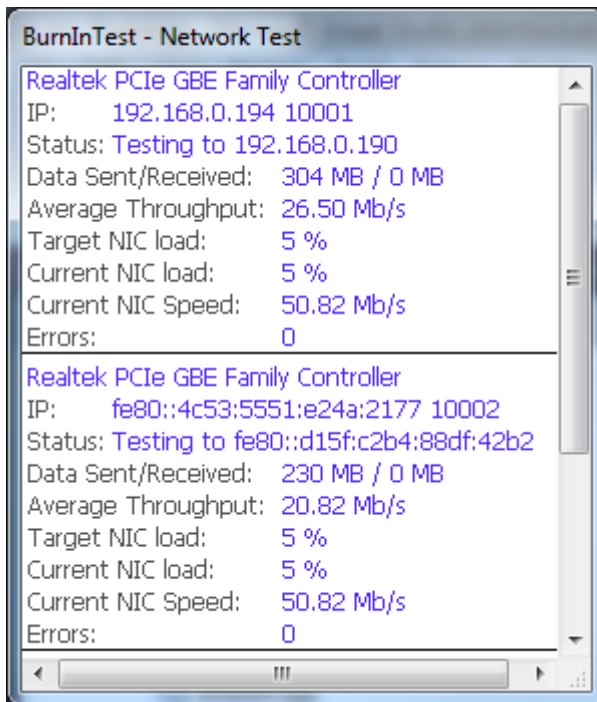 BurnInTest - Network Test
Realtek PCIe GBE Family Controller
IP: 192.168.0.194 10001
Status: Testing to 192.168.0.190
Data Sent/Received: 304 MB / 0 MB
Average Throughput: 26.50 Mb/s
Target NIC load: 5 %
Current NIC load: 5 %
Current NIC Speed: 50.82 Mb/s
Errors: 0
Realtek PCIe GBE Family Controller
IP: fe80::4c53:5551:e24a:2177 10002
Status: Testing to fe80::d15f:c2b4:88df:42b2
Data Sent/Received: 230 MB / 0 MB
Average Throughput: 20.82 Mb/s
Target NIC load: 5 %
Current NIC load: 5 %
Current NIC Speed: 50.82 Mb/s
Errors: 0